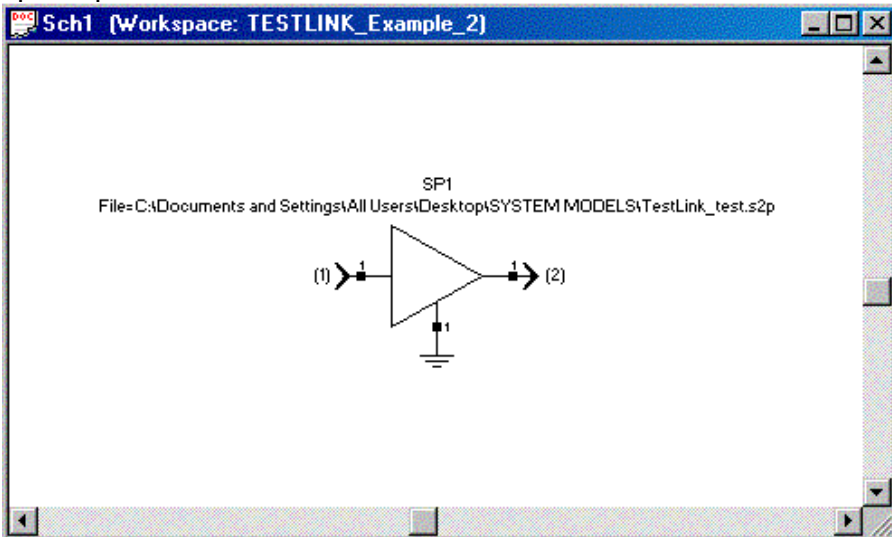 DOC Sch1 (Workspace: TESTLINK_Example_2)
SP1
File=C:\Documents and Settings\All Users\Desktop\SYSTEM MODELS\TestLink_test.s2p
(1) 1 1 (2)
1